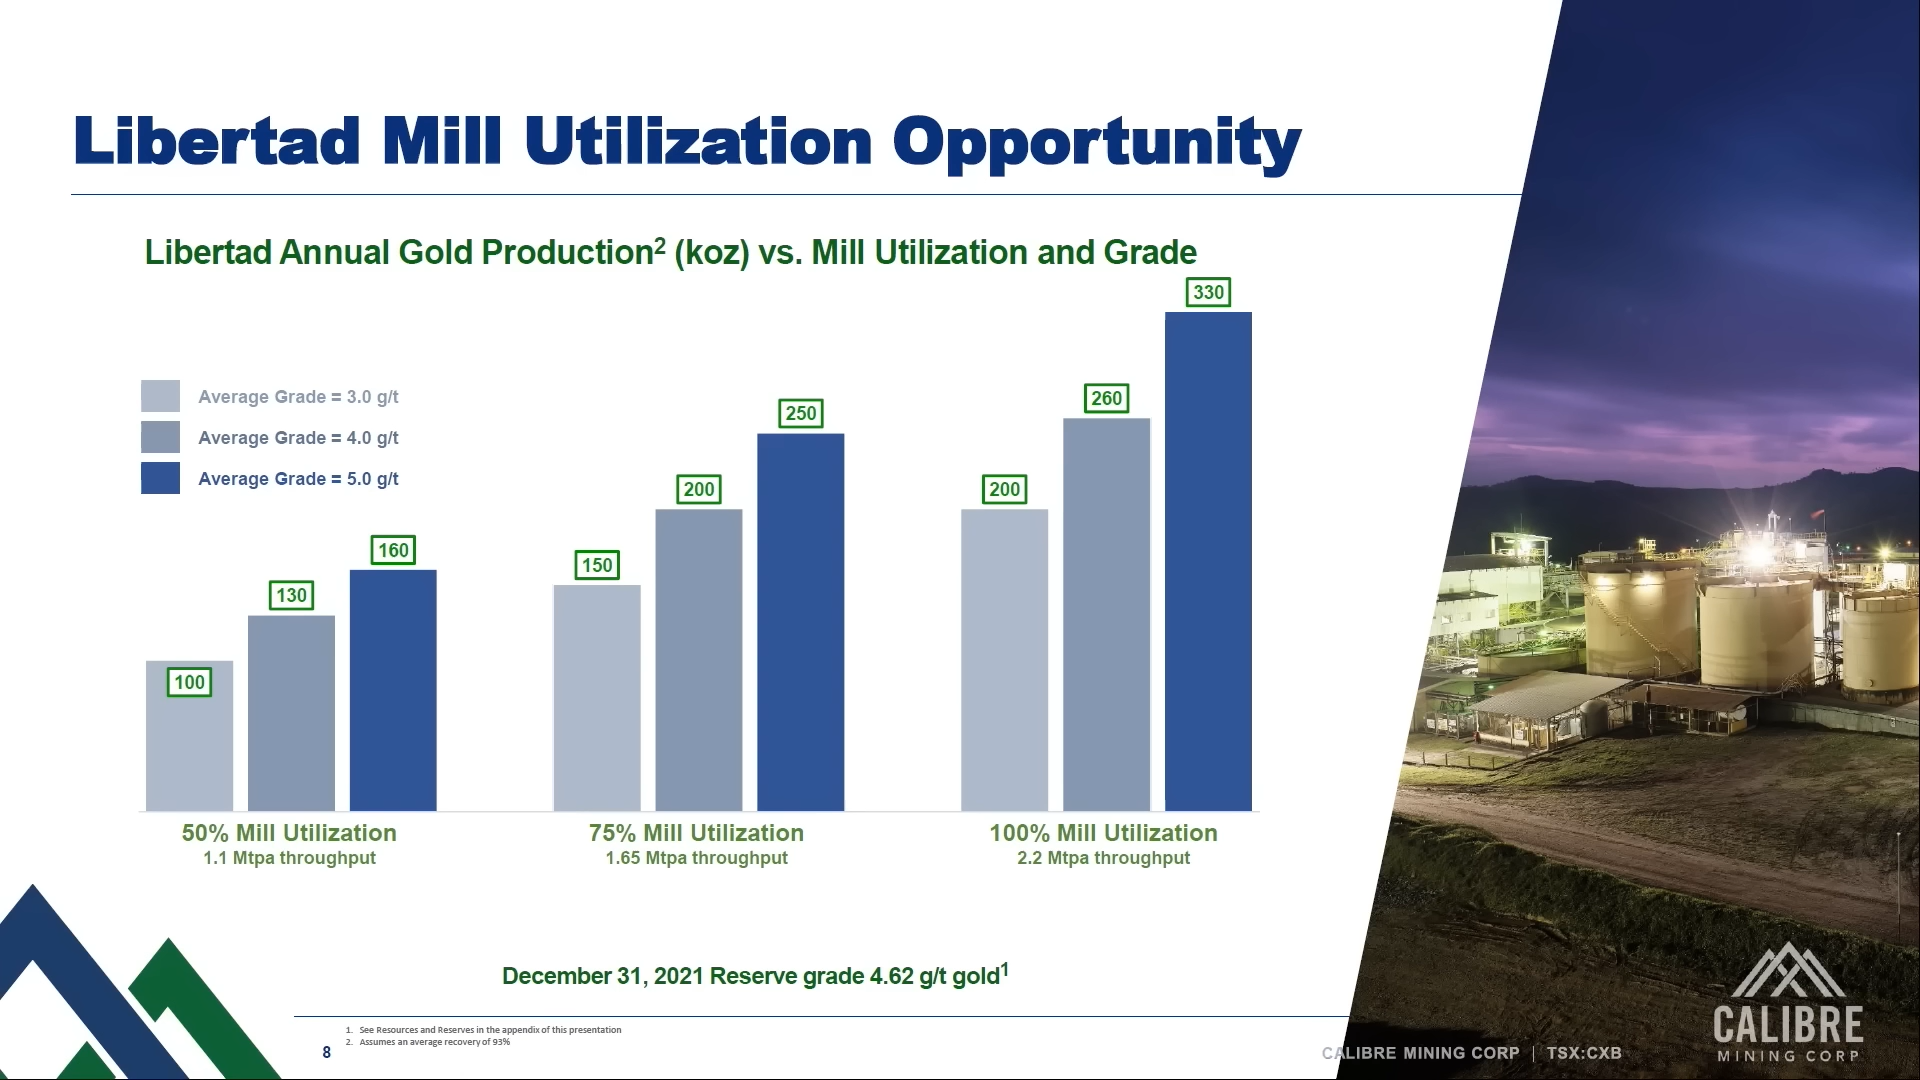 Libertad Mill Utilization Opportunity
Libertad Annual Gold Production² (koz) vs. Mill Utilization and Grade
Average Grade = 3.0 g/t
Average Grade = 4.0 g/t
Average Grade = 5.0 g/t
100
130
160
150
200
250
200
260
330
50% Mill Utilization
1.1 Mtpa throughput
75% Mill Utilization
1.65 Mtpa throughput
100% Mill Utilization
2.2 Mtpa throughput
December 31, 2021 Reserve grade 4.62 g/t gold¹
1. See Resources and Reserves in the appendix of this presentation
2. Assumes an average recovery of 93%
8
CALIBRE MINING CORP | TSX:CXB
CALIBRE
MINING CORP